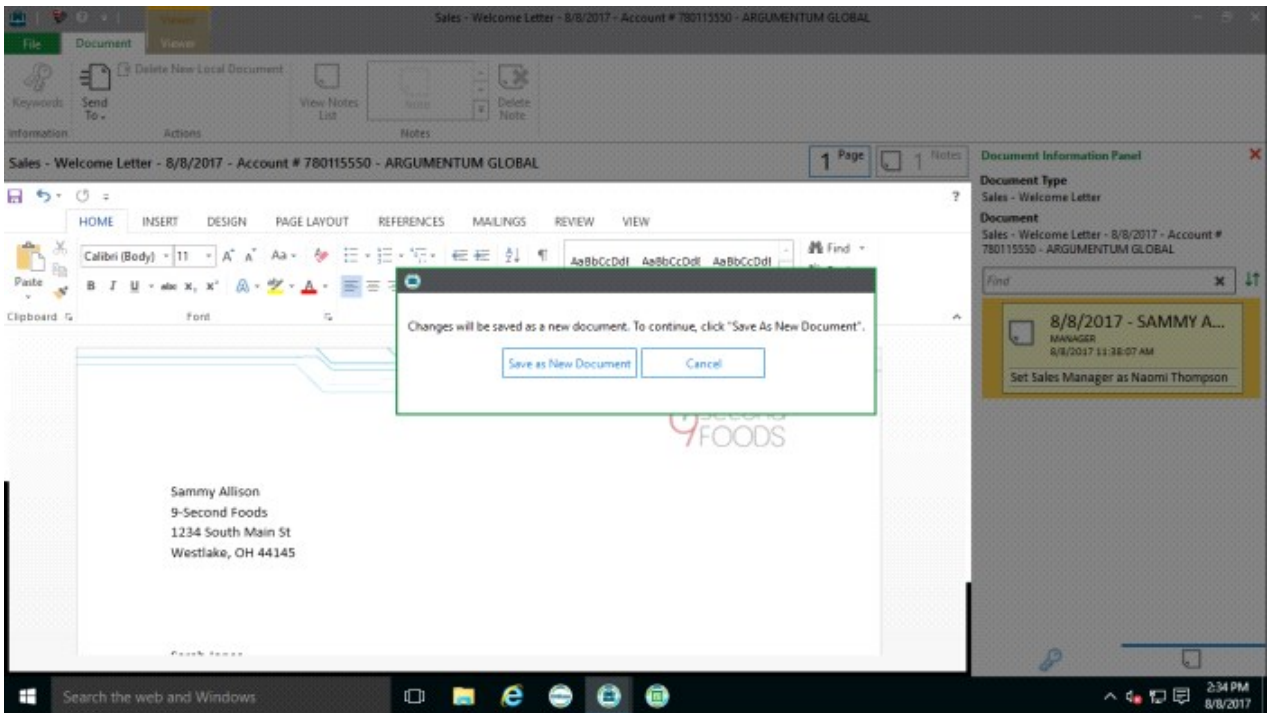 Viewer
Sales - Welcome Letter - 8/8/2017 - Account # 780115550 - ARGUMENTUM GLOBAL
File Document Viewer
Delete New Local Document
Keywords Send To View Notes List Note Delete Note
Information Actions Notes
Sales - Welcome Letter - 8/8/2017 - Account # 780115550 - ARGUMENTUM GLOBAL
1 Page 1 Notes
Document Information Panel
Document Type
Sales - Welcome Letter
Document
Sales - Welcome Letter - 8/8/2017 - Account #
780115550 - ARGUMENTUM GLOBAL
Find
8/8/2017 - SAMMY A...
MANAGER
8/8/2017 11:38:07 AM
Set Sales Manager as Naomi Thompson
?
HOME INSERT DESIGN PAGE LAYOUT REFERENCES MAILINGS REVIEW VIEW
Calibri (Body) 11 A A Aa
AaBbCcDdI AaBbCcDdI AaBbCcDdI
Find
Paste B I U abc x, x' A A
Clipboard Font
Changes will be saved as a new document. To continue, click "Save As New Document".
Save as New Document Cancel
9 FOODS
Sammy Allison
9-Second Foods
1234 South Main St
Westlake, OH 44145
Search the web and Windows
2:34 PM
8/8/2017